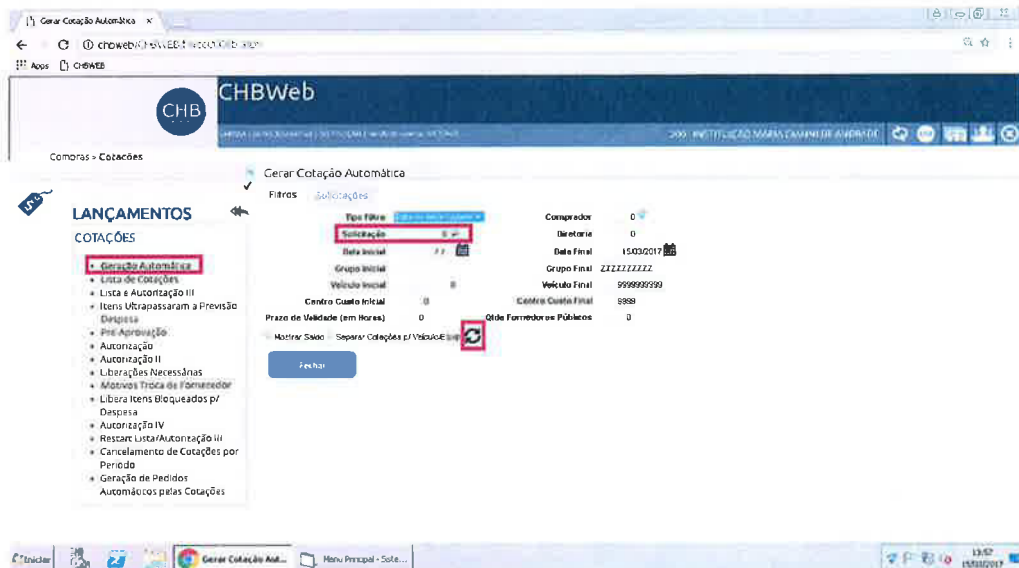 Gerar Cotação Automática
Apps CHBWEB
CHBWeb
CHB
Compras > Cotações
Gerar Cotação Automática
Filtros Solicitações
LANÇAMENTOS
COTAÇÕES
Geração Automática
Lista de Cotações
Lista e Autorização III
Itens Ultrapassaram a Previsão
Despesa
Pré-Aprovação
Autorização
Autorização II
Liberações Necessárias
Motivos Troca de Fornecedor
Libera Itens Bloqueados p/
Despesa
Autorização IV
Restart Lista/Autorização III
Cancelamento de Cotações por
Período
Geração de Pedidos
Automáticos pelas Cotações
Tipo Filtro Comprador 0
Solicitação Diretoria 0
Data Inicial / / Data Final 15/03/2017
Grupo Inicial Grupo Final ZZZZZZZZZZ
Veículo Inicial 0 Veículo Final 9999999999
Centro Custo Inicial 0 Centro Custo Final 9999
Prazo de Validade (em Horas) 0 Qtde Fornedores Públicos 0
Mostrar Saldo Separar Cotações p/
Fechar
Iniciar Gerar Cotação Aut... Menu Principal - Siste... 13:52
15/03/2017